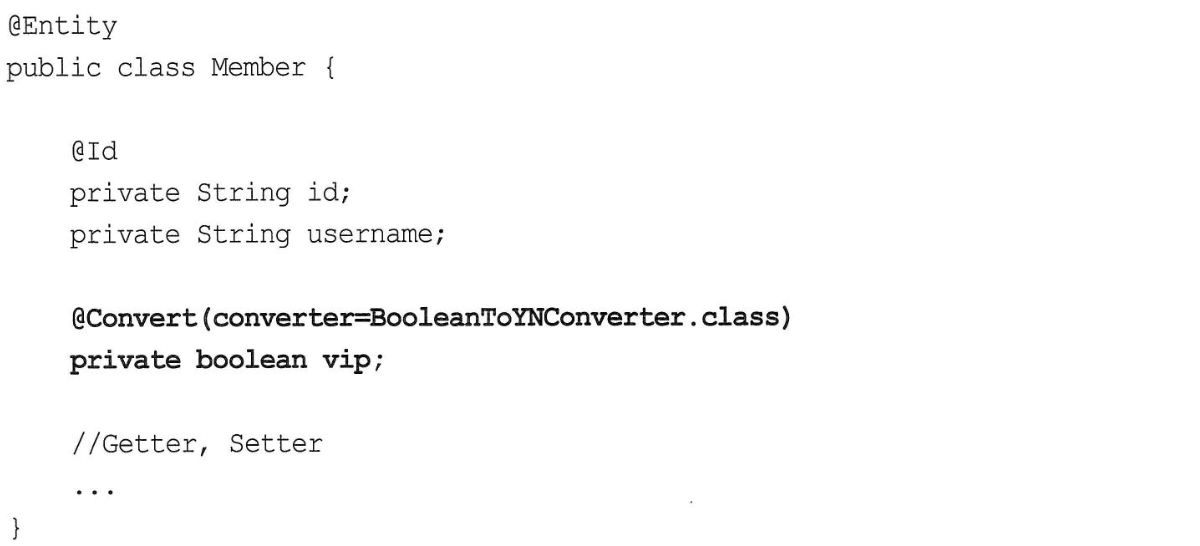 @Entity
public class Member {
@Id
private String id;
private String username;
@Convert(converter=BooleanToYNConverter.class)
private boolean vip;
//Getter, Setter
...
}